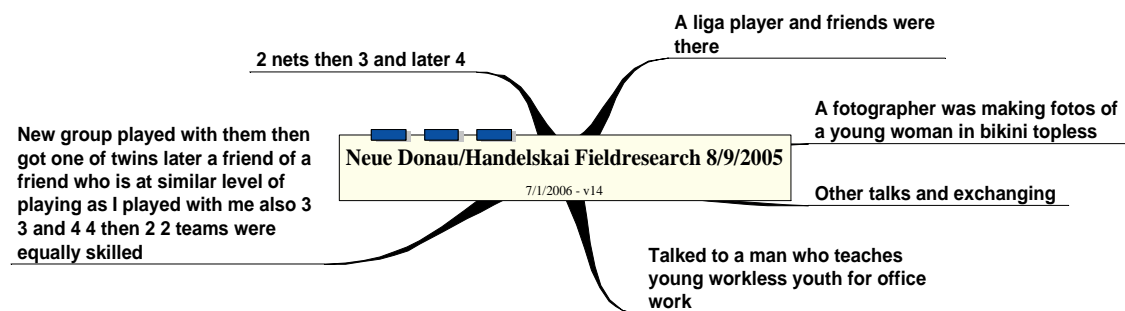 A liga player and friends were
there
2 nets then 3 and later 4
A fotographer was making fotos of
a young woman in bikini topless
New group played with them then
got one of twins later a friend of a
friend who is at similar level of
playing as I played with me also 3
3 and 4 4 then 2 2 teams were
equally skilled
Neue Donau/Handelskai Fieldresearch 8/9/2005
7/1/2006 - v14
Other talks and exchanging
Talked to a man who teaches
young workless youth for office
work